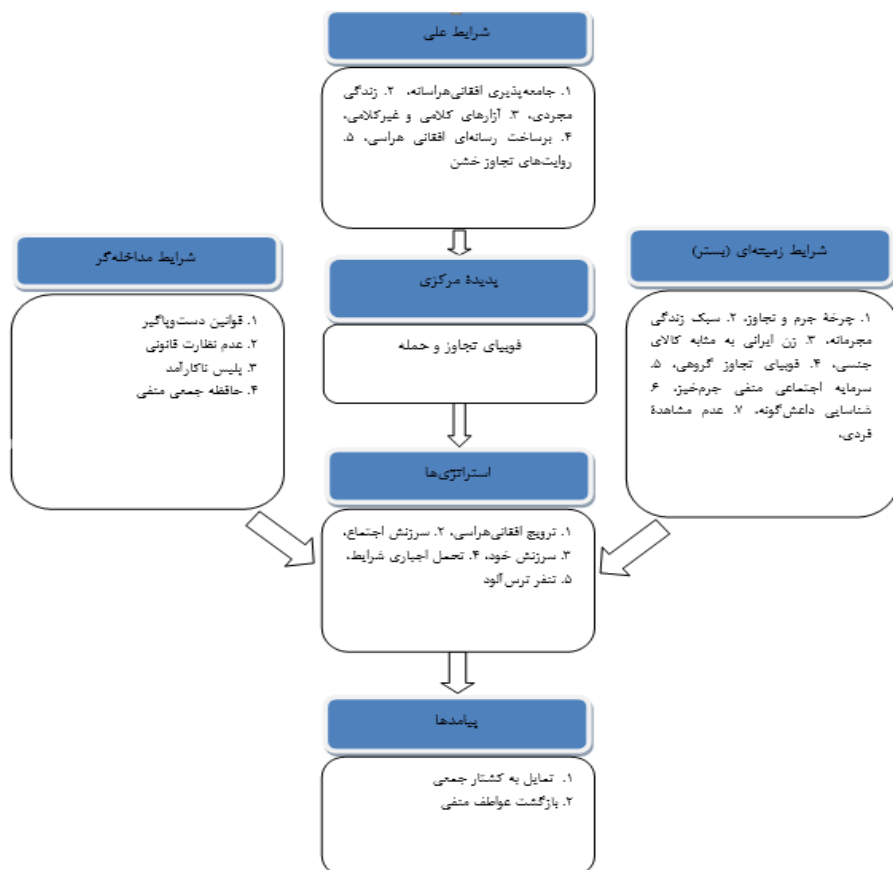 شرایط علی
۱. جامعه‌پذیری افقانی‌هراسانه، ۲. زندگی
مجردی، ۳. آزارهای کلامی و غیرکلامی،
۴. برساخت رسانه‌ای افقانی هراسی، ۵.
روایت‌های تجاوز خشن
شرایط زمینه‌ای (بستر)
۱. چرخهٔ جرم و تجاوز، ۲. سبک زندگی
مجرمانه، ۳. زن ایرانی به مثابه کالای
جنسی، ۴. فوبیای تجاوز گروهی، ۵.
سرمایه اجتماعی منفی جرم‌خیز، ۶
شناسایی داعش‌گونه، ۷. عدم مشاهدهٔ
فردی،
شرایط مداخله‌گر
۱. قوانین دست‌وپاگیر
۲. عدم نظارت قانونی
۳. پلیس ناکارآمد
۴. حافظه جمعی منفی
پدیدهٔ مرکزی
فوبیای تجاوز و حمله
استراتژی‌ها
۱. ترویج افقانی‌هراسی، ۲. سرزنش اجتماع،
۳. سرزنش خود، ۴. تحمل اجباری شرایط،
۵. تنفر ترس‌آلود
پیامدها
۱. تمایل به کشتار جمعی
۲. بازگشت عواطف منفی